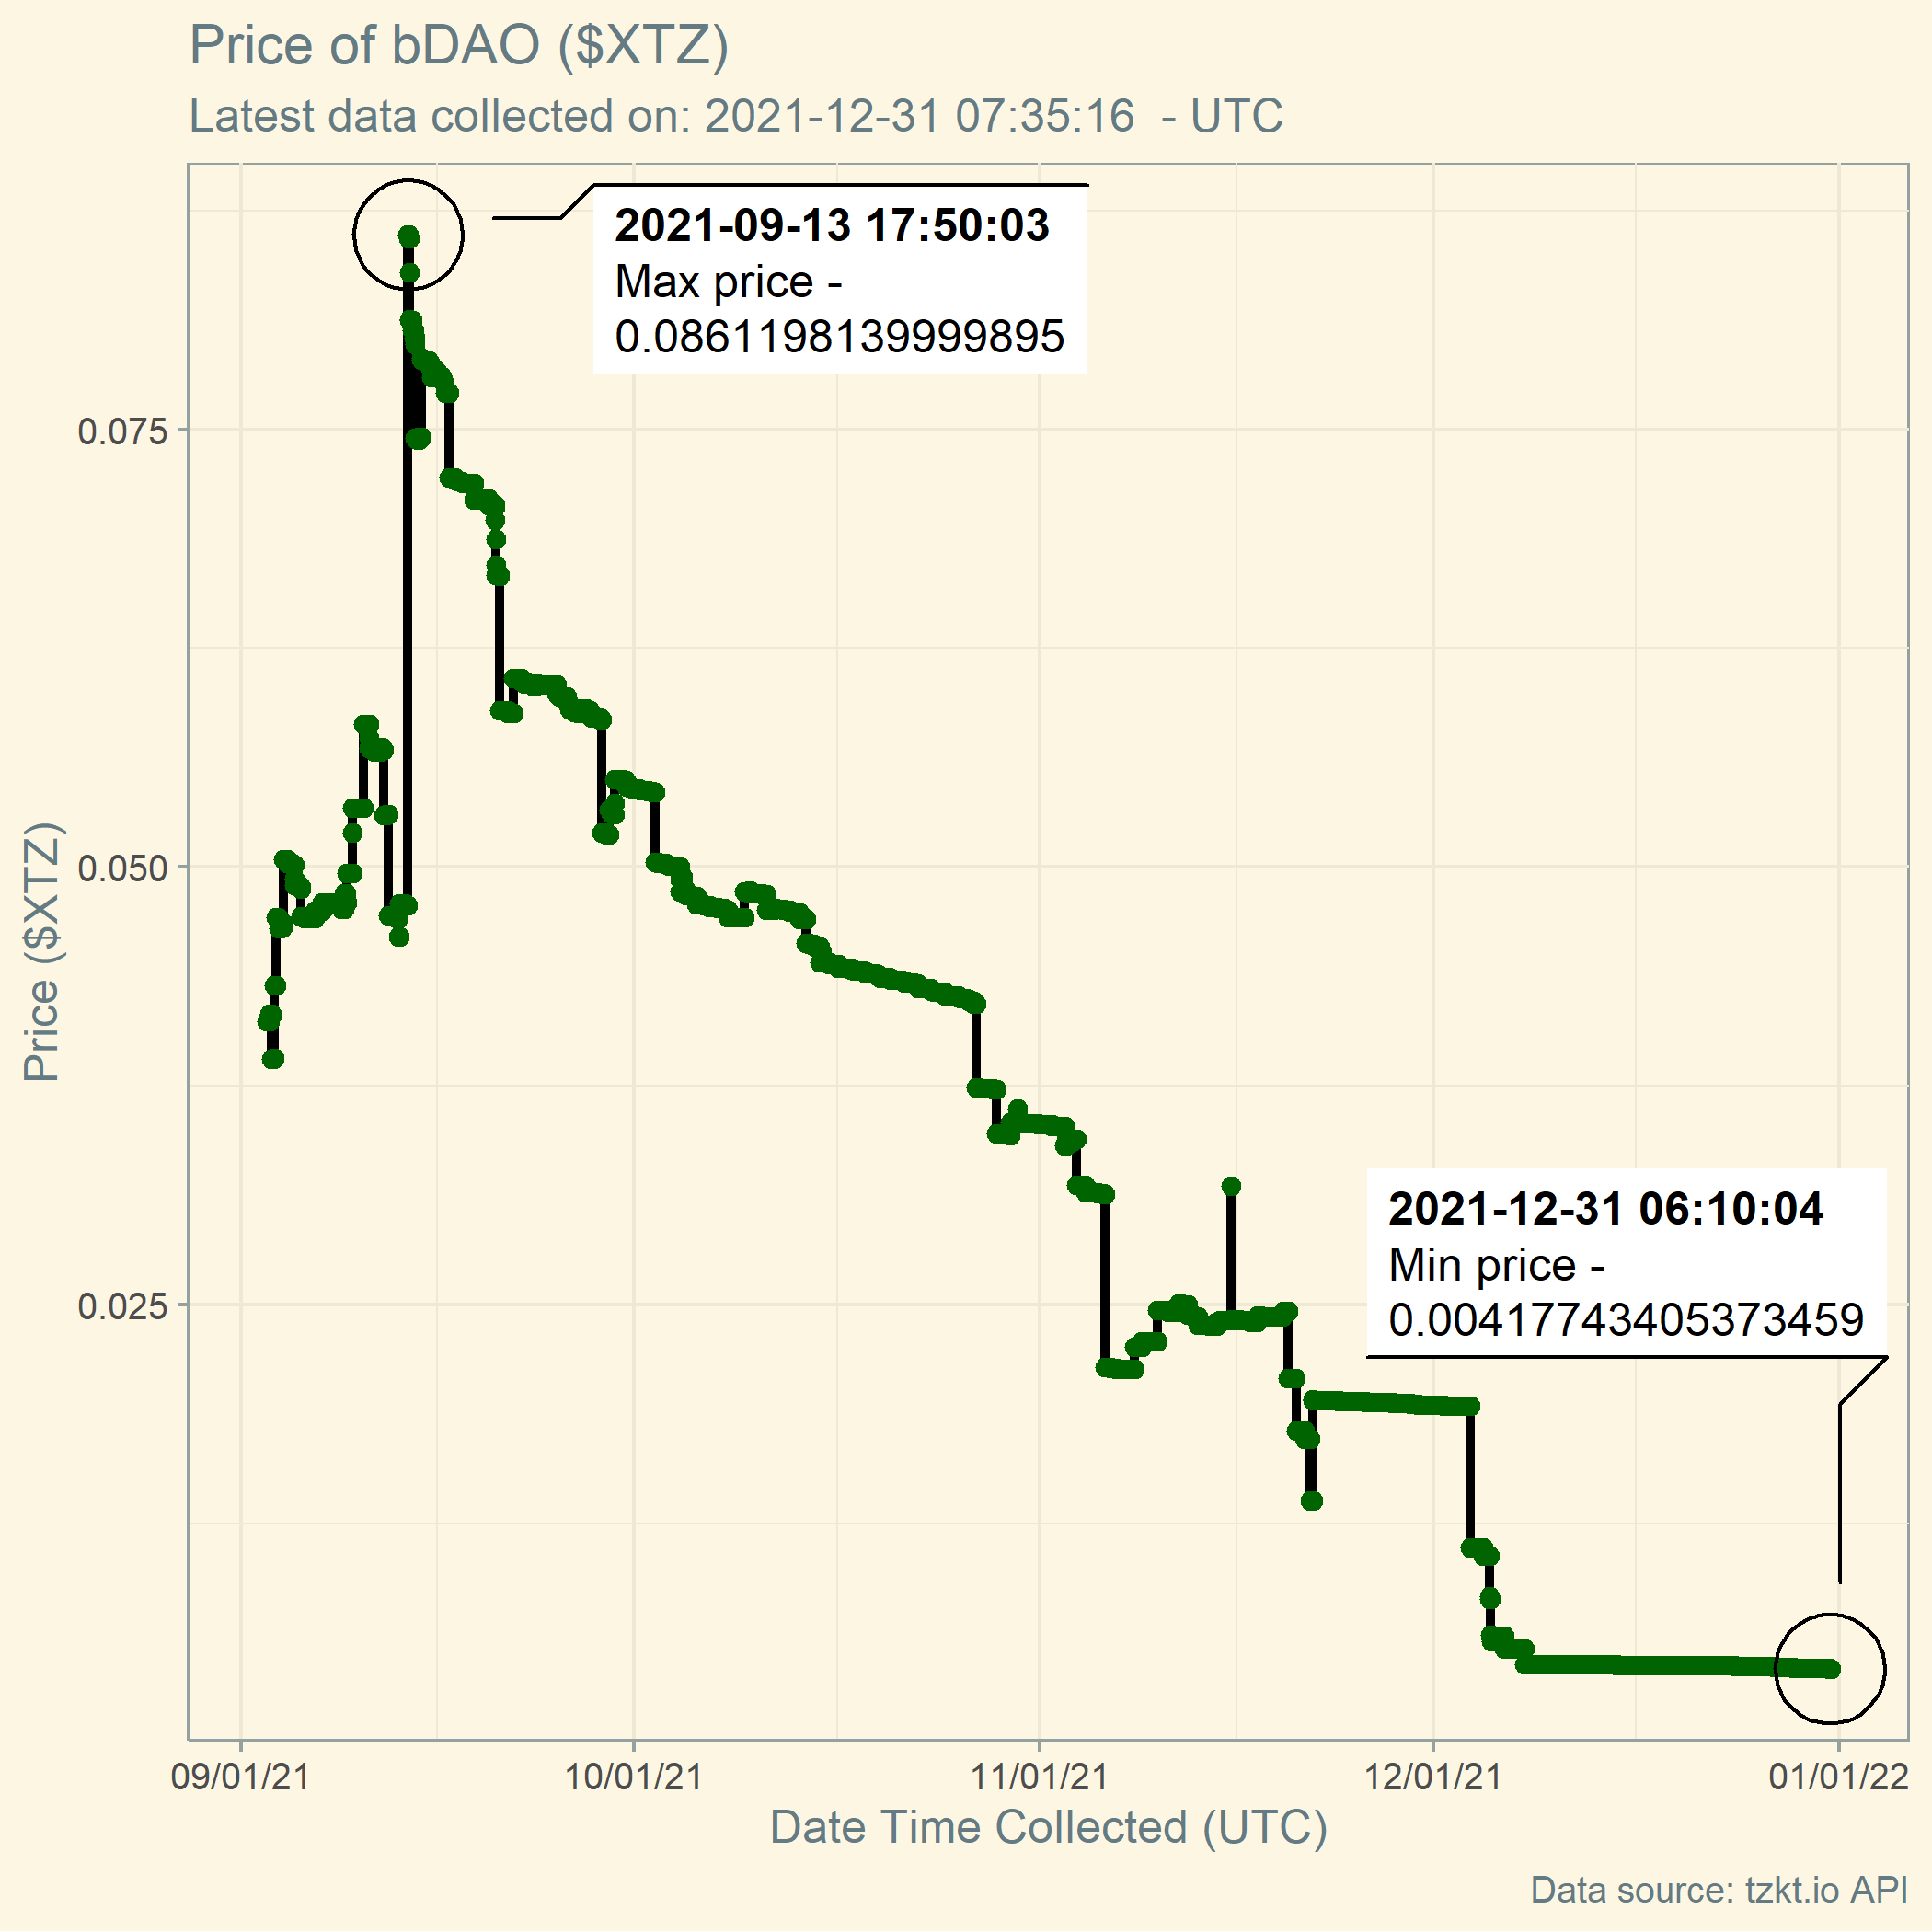 Price of bDAO ($XTZ)
Latest data collected on: 2021-12-31 07:35:16  - UTC
2021-09-13 17:50:03
Max price -
0.0861198139999895
0.075
0.050
0.025
Price ($XTZ)
2021-12-31 06:10:04
Min price -
0.00417743405373459
09/01/21
10/01/21
11/01/21
12/01/21
01/01/22
Date Time Collected (UTC)
Data source: tzkt.io API